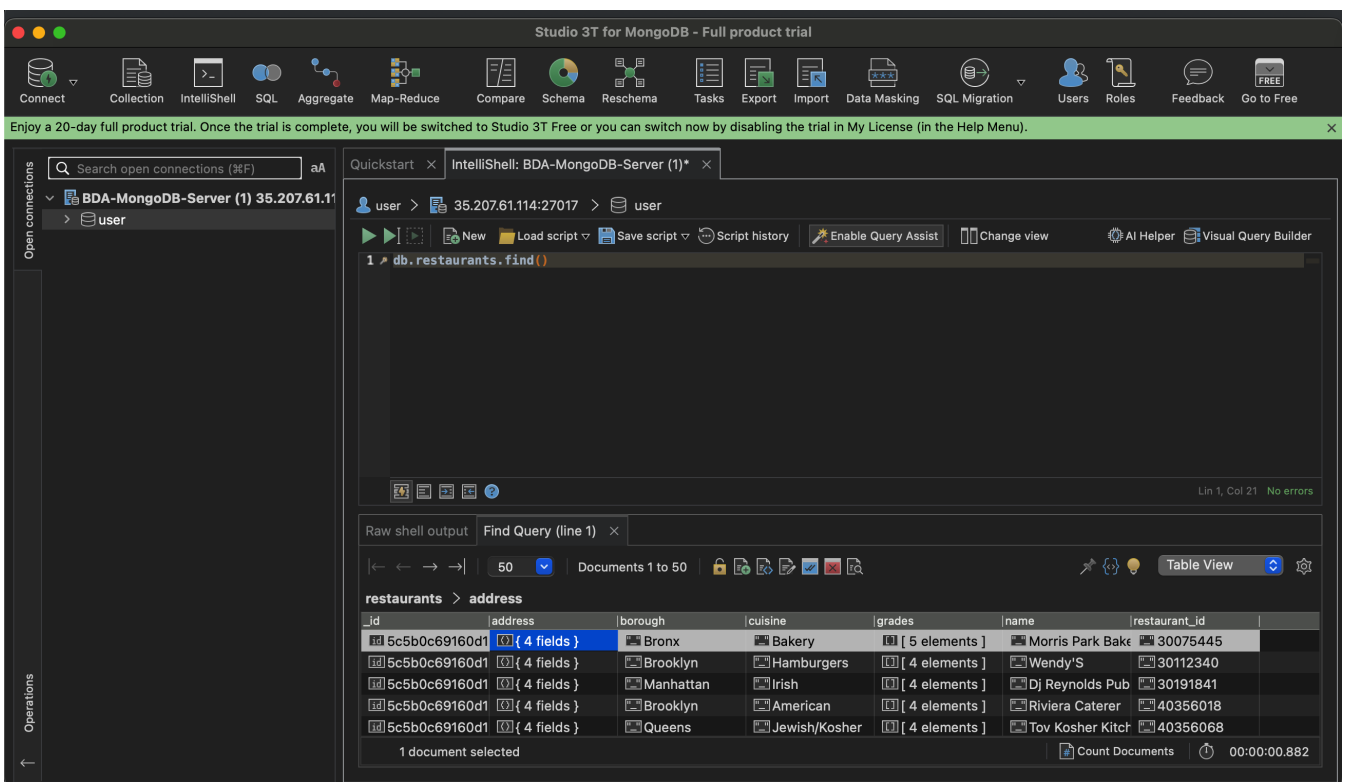 Studio 3T for MongoDB - Full product trial
Connect Collection IntelliShell SQL Aggregate Map-Reduce Compare Schema Reschema Tasks Export Import Data Masking SQL Migration Users Roles Feedback Go to Free
Enjoy a 20-day full product trial. Once the trial is complete, you will be switched to Studio 3T Free or you can switch now by disabling the trial in My License (in the Help Menu).
Open connections
Search open connections (⌘F) aA
BDA-MongoDB-Server (1) 35.207.61.11
user
Operations
Quickstart IntelliShell: BDA-MongoDB-Server (1)*
user > 35.207.61.114:27017 > user
New Load script Save script Script history Enable Query Assist Change view AI Helper Visual Query Builder
1 db.restaurants.find()
Lin 1, Col 21 No errors
Raw shell output Find Query (line 1)
50 Documents 1 to 50 Table View
restaurants > address
_id address borough cuisine grades name restaurant_id
5c5b0c69160d1 { 4 fields } Bronx Bakery [ 5 elements ] Morris Park Bake 30075445
5c5b0c69160d1 { 4 fields } Brooklyn Hamburgers [ 4 elements ] Wendy'S 30112340
5c5b0c69160d1 { 4 fields } Manhattan Irish [ 4 elements ] Dj Reynolds Pub 30191841
5c5b0c69160d1 { 4 fields } Brooklyn American [ 4 elements ] Riviera Caterer 40356018
5c5b0c69160d1 { 4 fields } Queens Jewish/Kosher [ 4 elements ] Tov Kosher Kitch 40356068
1 document selected Count Documents 00:00:00.882